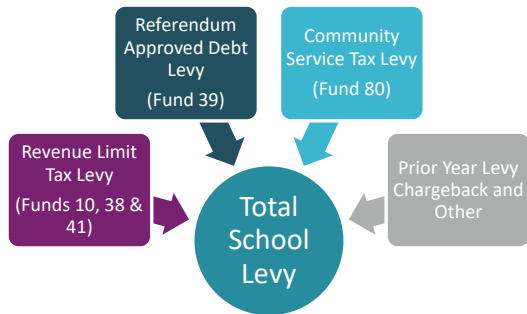 Referendum
Approved Debt
Levy
(Fund 39)
Community
Service Tax Levy
(Fund 80)
Revenue Limit
Tax Levy
(Funds 10, 38 &
41)
Prior Year Levy
Chargeback and
Other
Total
School
Levy